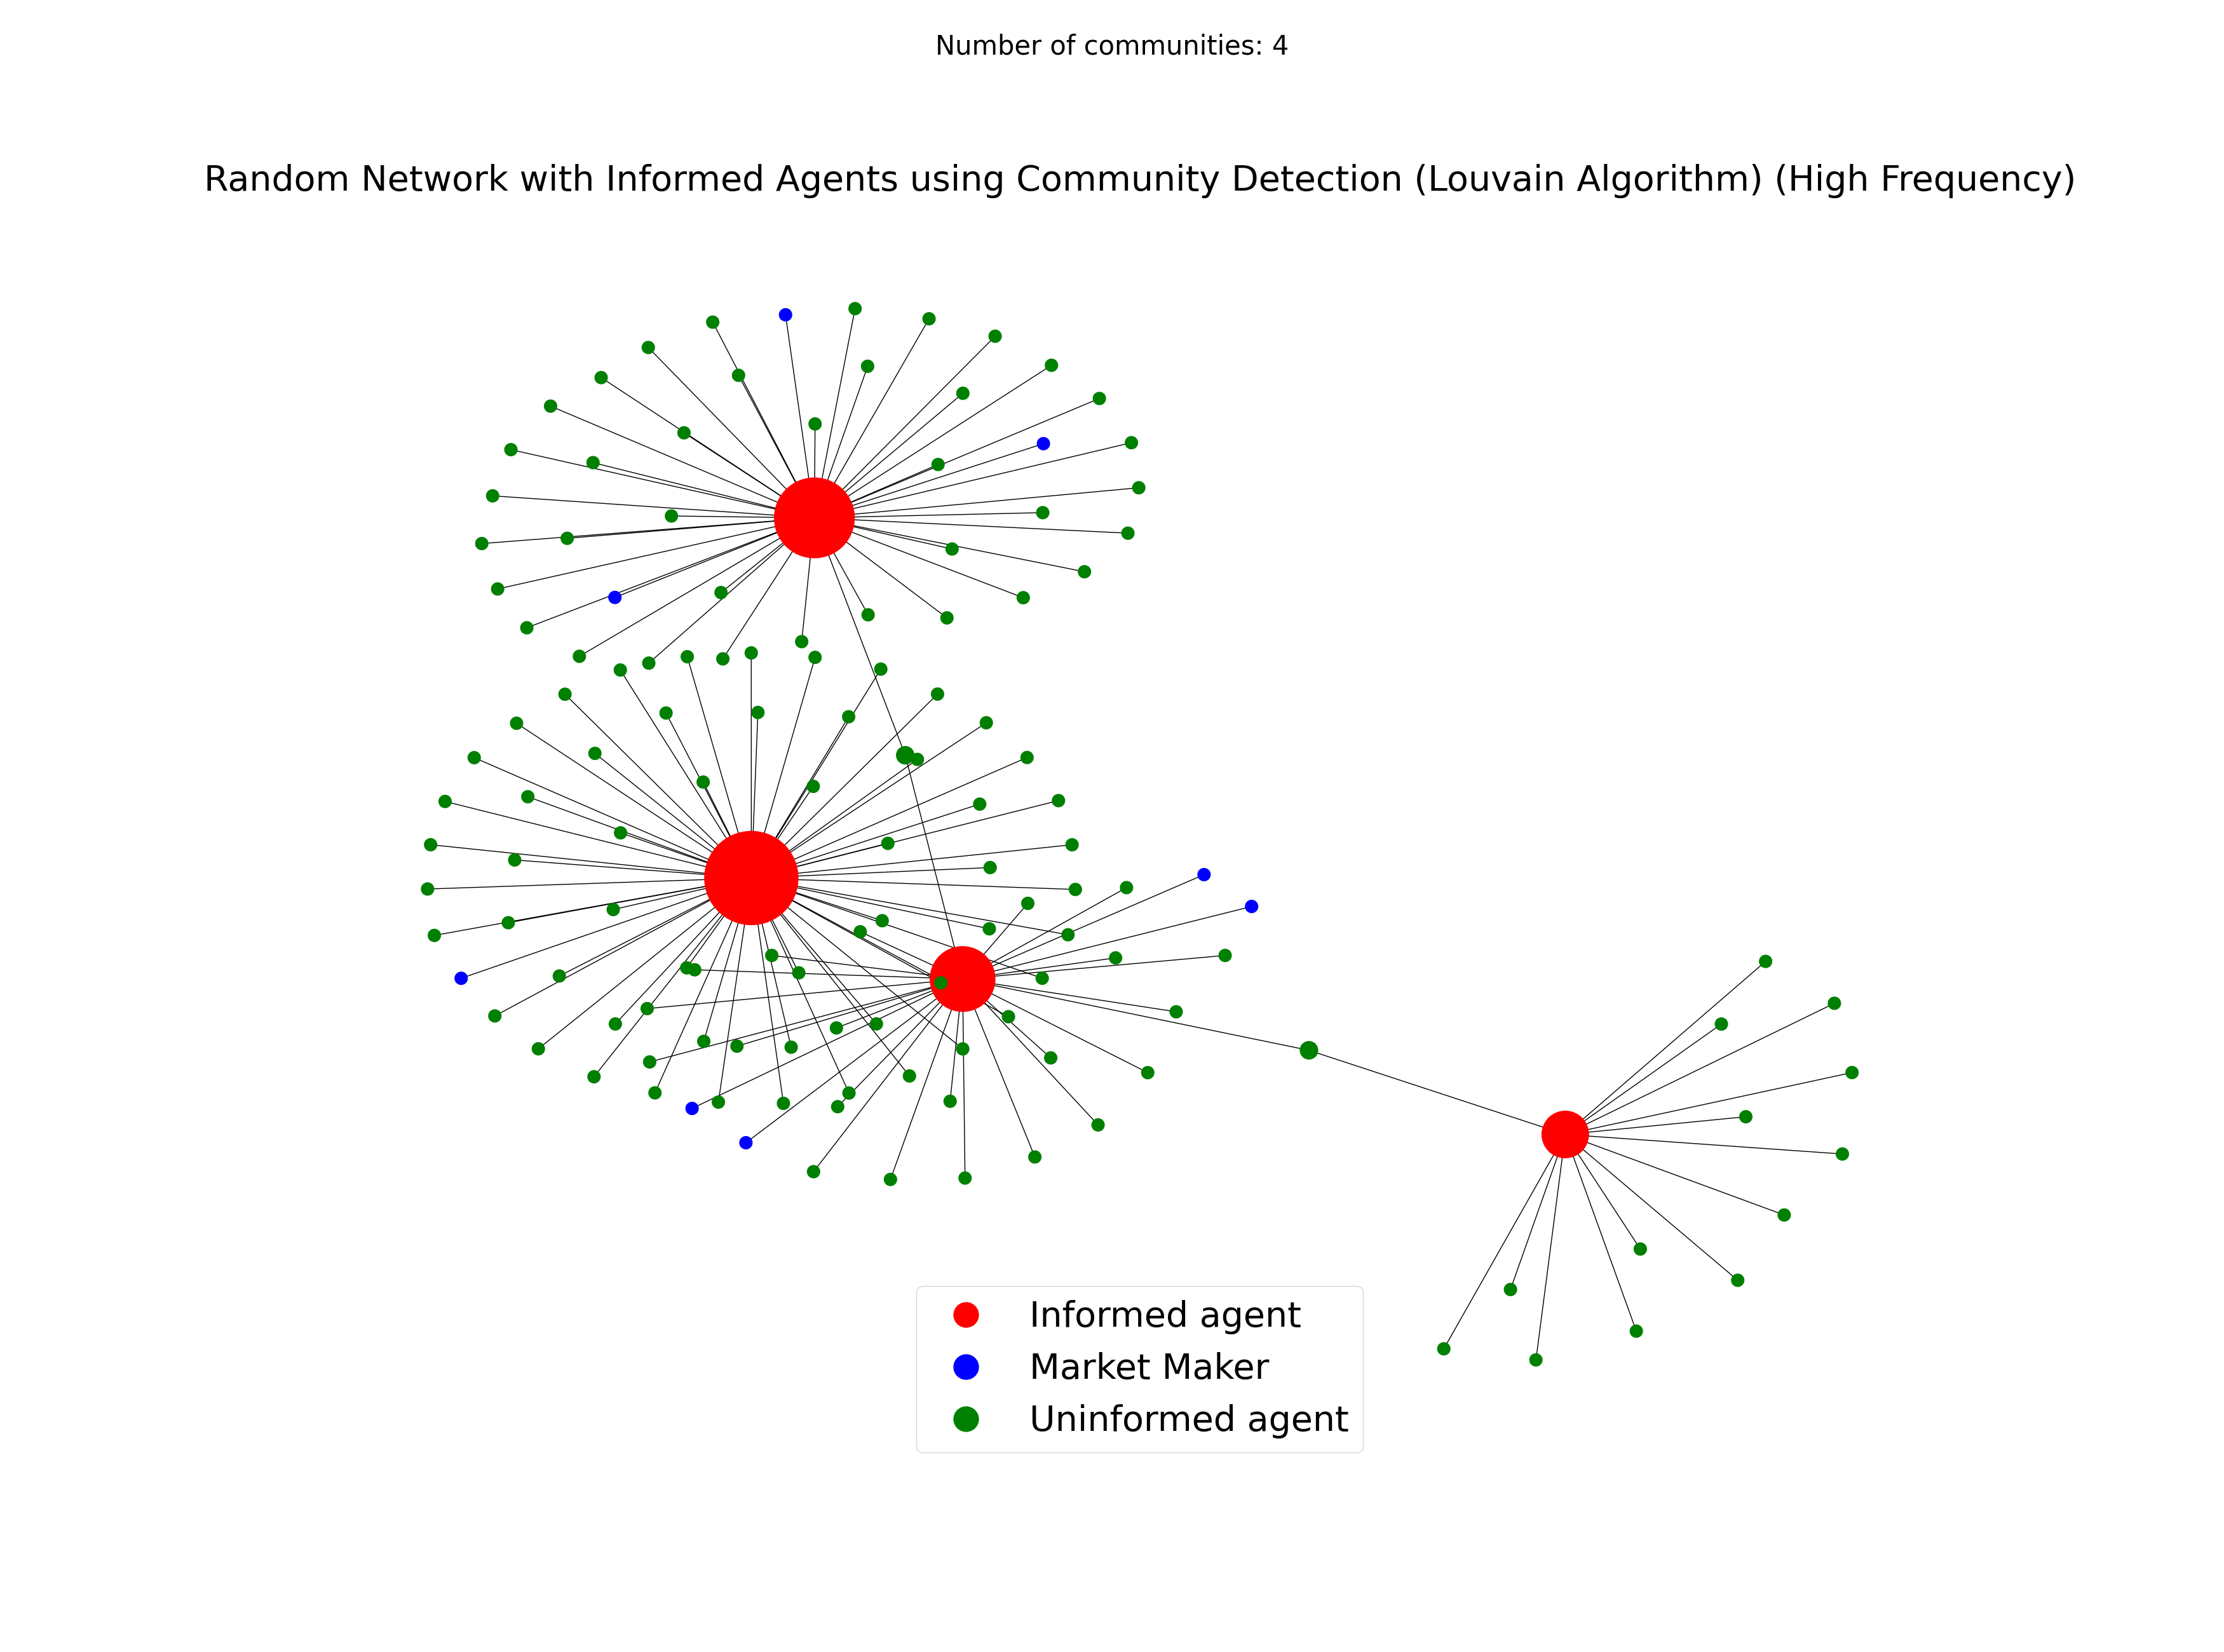 Number of communities: 4
Random Network with Informed Agents using Community Detection (Louvain Algorithm) (High Frequency)
Informed agent
Market Maker
Uninformed agent